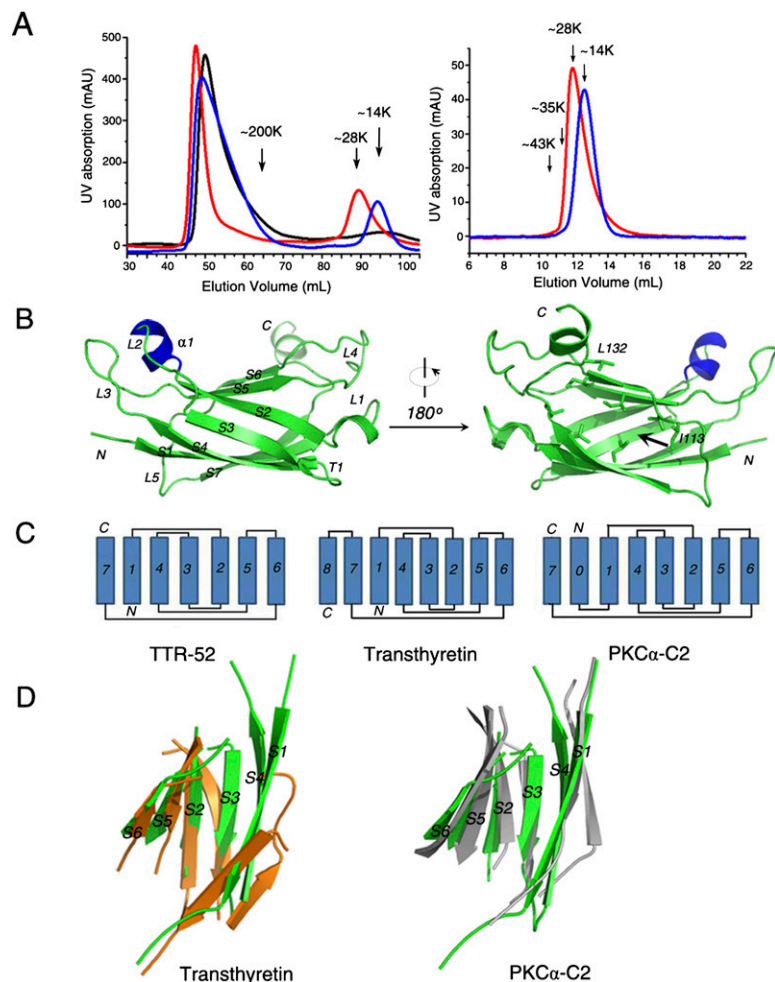 A
UV absorption (mAU)
500
400
300
200
100
0
~200K
~28K
~14K
30 40 50 60 70 80 90 100
Elution Volume (mL)
UV absorption (mAU)
50
40
30
20
10
0
~28K
~14K
~35K
~43K
6 8 10 12 14 16 18 20 22
Elution Volume (mL)
B
L2 α1 C L4
S6
S5
L3 S2 L1
S3
N S1 S4
L5 S7 T1
180°
C
L132
I113
N
C
C
7 1 4 3 2 5 6
N
TTR-52
8 7 1 4 3 2 5 6
C N
Transthyretin
C N
7 0 1 4 3 2 5 6
PKCα-C2
D
S1
S4
S3
S2
S5
S6
Transthyretin
S1
S4
S3
S2
S5
S6
PKCα-C2